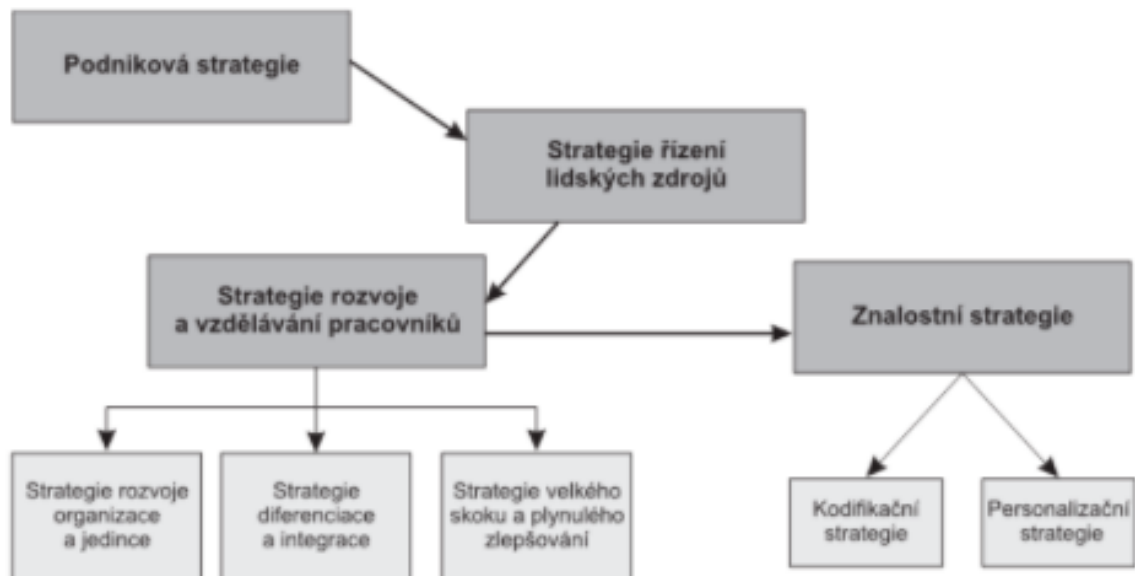 Podniková strategie
Strategie řízení
lidských zdrojů
Strategie rozvoje
a vzdělávání pracovníků
Znalostní strategie
Strategie rozvoje
organizace
a jedince
Strategie
diferenciace
a integrace
Strategie velkého
skoku a plynulého
zlepšování
Kodifikační
strategie
Personalizační
strategie